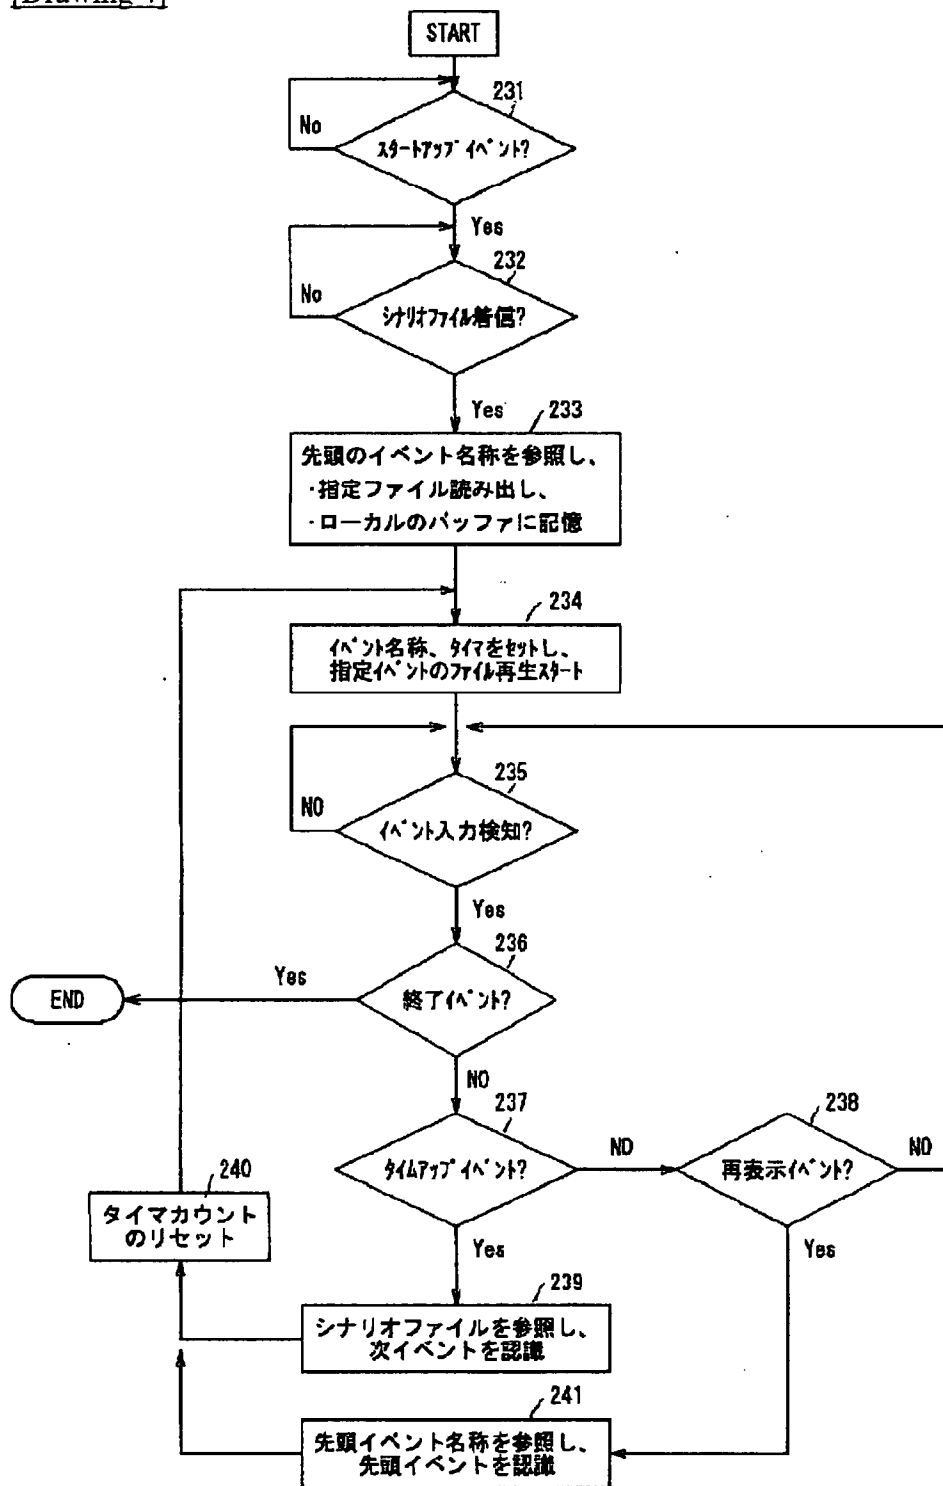 [Drawing 4]
START
231
No
スタートアップイベント?
Yes
232
No
シナリオファイル着信?
Yes
233
先頭のイベント名称を参照し、
・指定ファイル読み出し、
・ローカルのバッファに記憶
234
イベント名称、タイマをセットし、
指定イベントのファイル再生スタート
235
NO
イベント入力検知?
Yes
236
Yes
END
終了イベント?
NO
237
238
タイムアップイベント?
NO
再表示イベント?
NO
240
タイマカウント
のリセット
Yes
Yes
239
シナリオファイルを参照し、
次イベントを認識
241
先頭イベント名称を参照し、
先頭イベントを認識